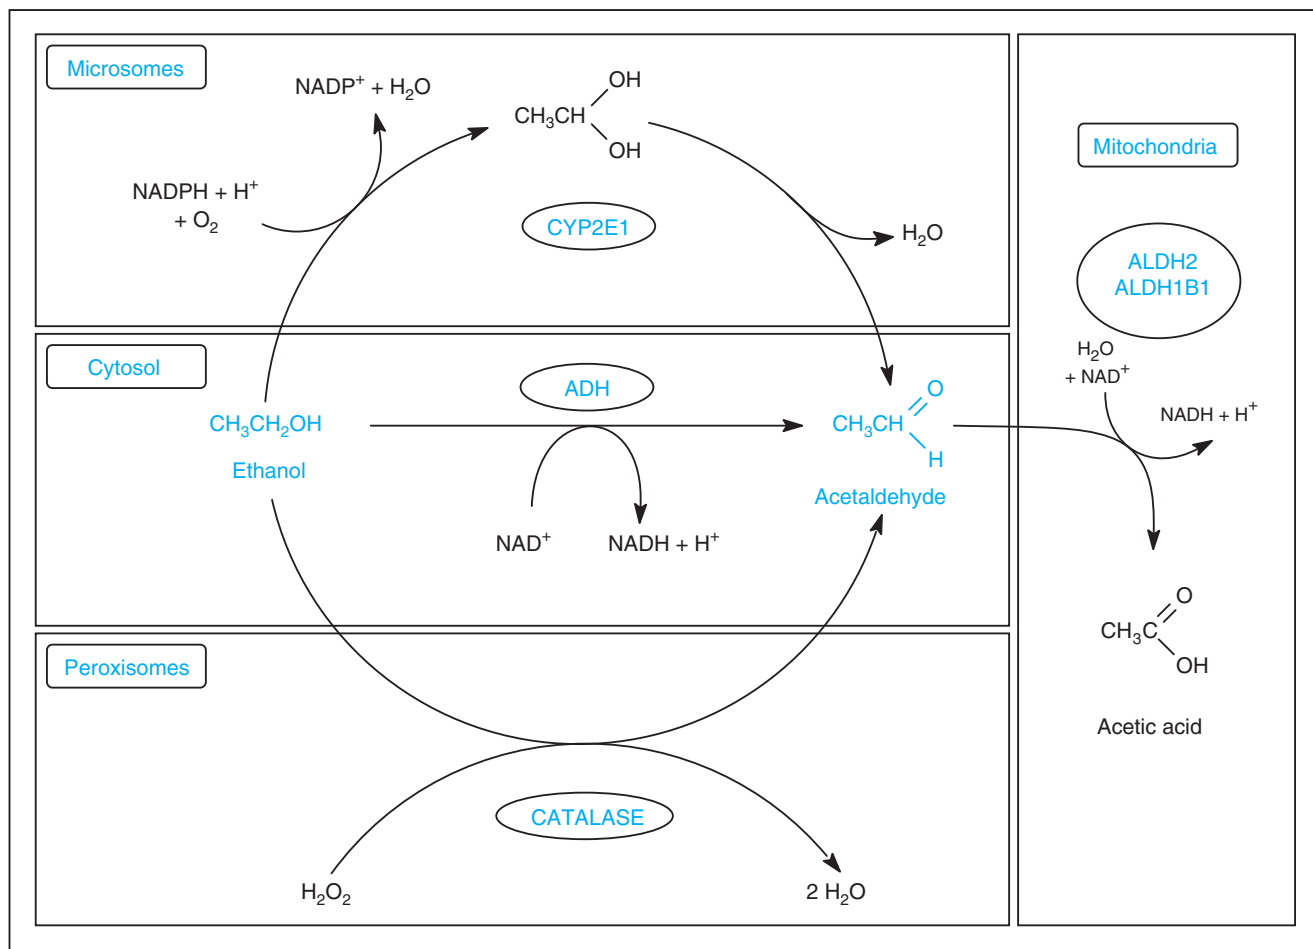 Microsomes
NADP⁺ + H₂O
NADPH + H⁺
+ O₂
CH₃CH
OH
OH
CYP2E1
H₂O
Cytosol
ADH
CH₃CH₂OH
Ethanol
NAD⁺
NADH + H⁺
CH₃CH
O
H
Acetaldehyde
Peroxisomes
CATALASE
H₂O₂
2 H₂O
Mitochondria
ALDH2
ALDH1B1
H₂O
+ NAD⁺
NADH + H⁺
CH₃C
O
OH
Acetic acid